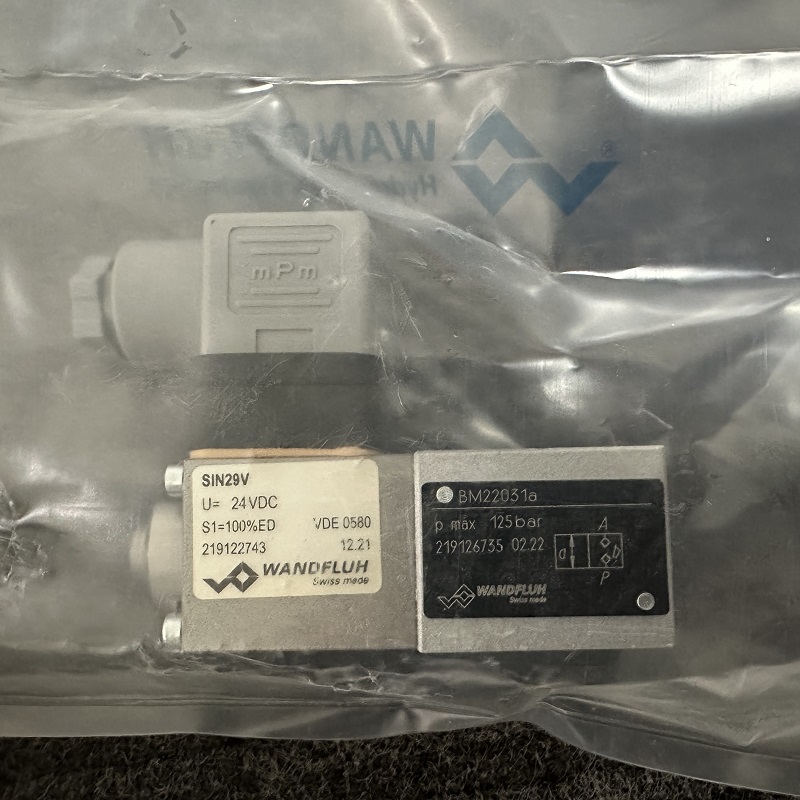 WANDFLUH
®
mPm
SIN29V
U= 24VDC
S1=100%ED VDE 0580
219122743 12.21
WANDFLUH
Swiss made
BM22031a
p max 125bar
219126735 02.22
A
a b
P
WANDFLUH
Swiss made